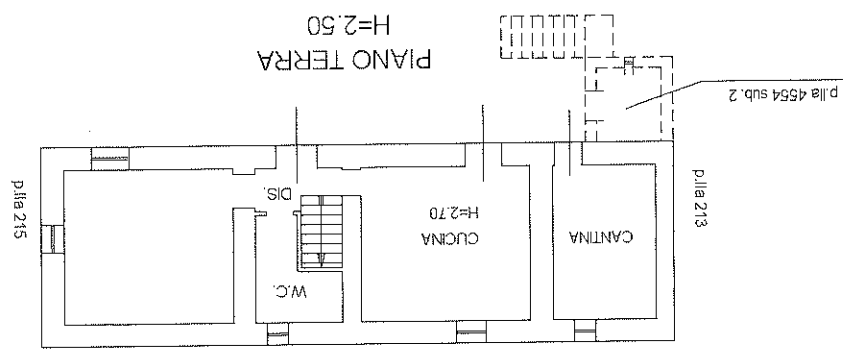 PIANO TERRA
H=2.50
p.lla 4554 sub. 2
p.lla 213
p.lla 215
CANTINA
CUCINA
H=2.70
DIS.
W.C.